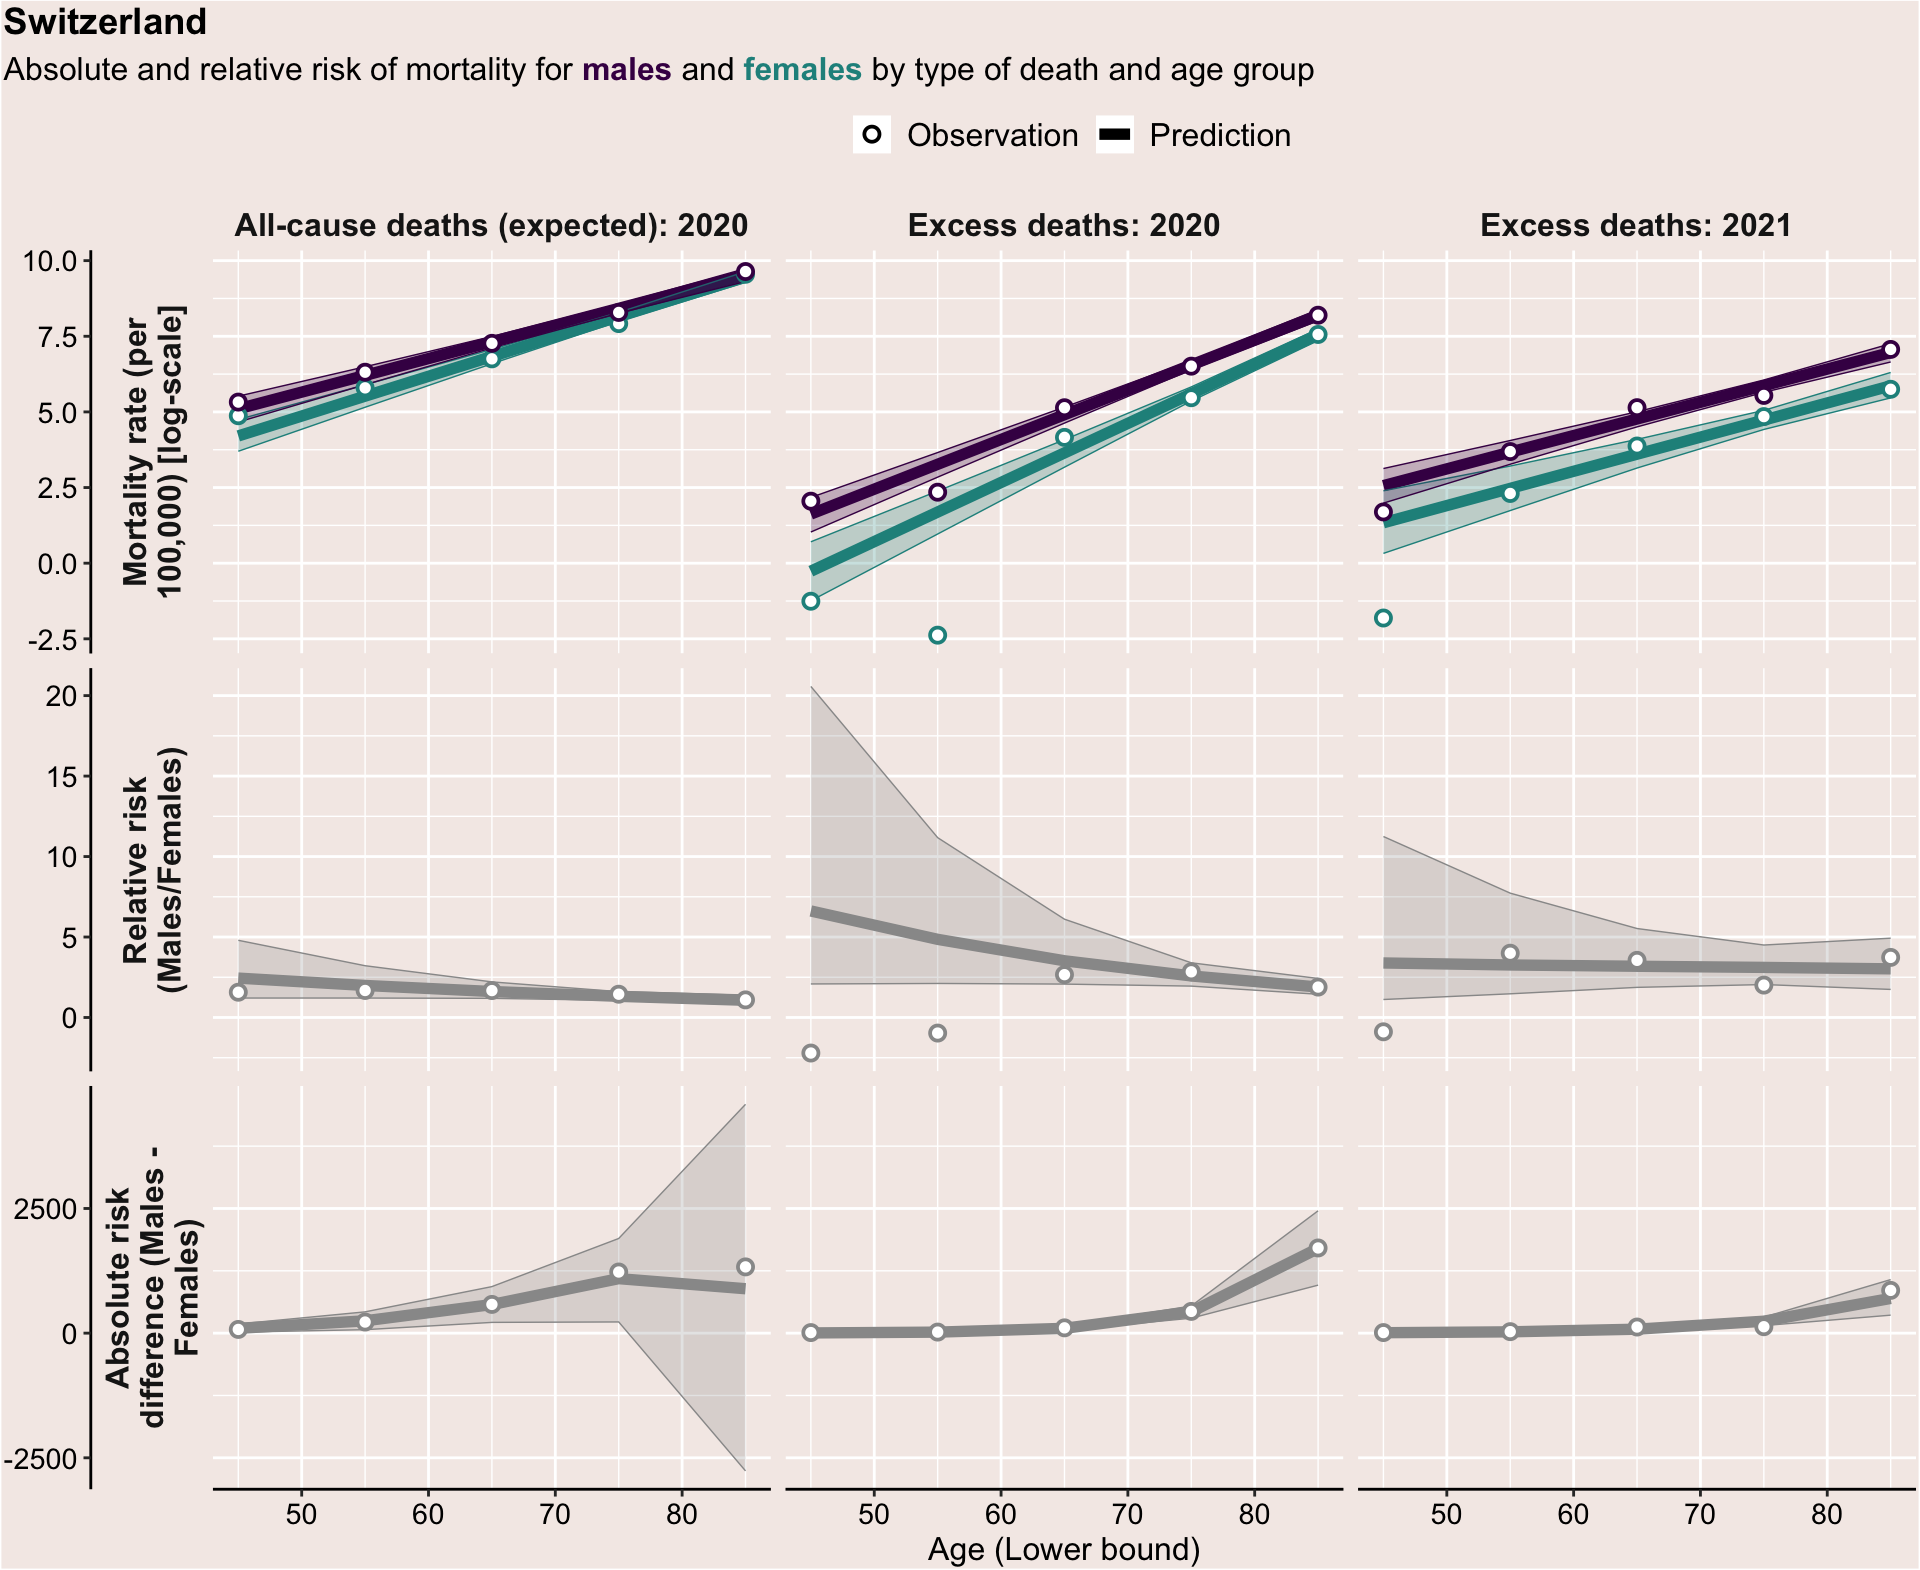 Switzerland
Absolute and relative risk of mortality for males and females by type of death and age group
Observation Prediction
All-cause deaths (expected): 2020 Excess deaths: 2020 Excess deaths: 2021
Mortality rate (per
100,000) [log-scale]
10.0
7.5
5.0
2.5
0.0
-2.5
Relative risk
(Males/Females)
20
15
10
5
0
Absolute risk
difference (Males -
Females)
2500
0
-2500
50 60 70 80 50 60 70 80 50 60 70 80
Age (Lower bound)